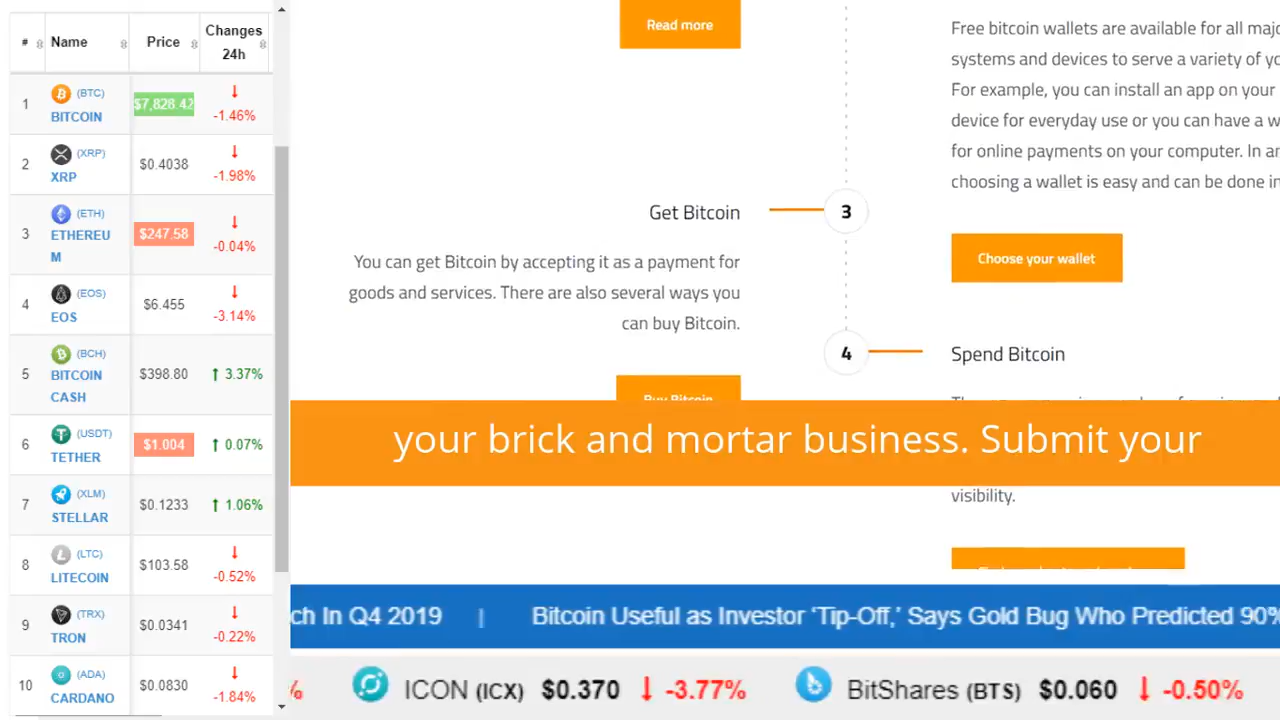 # Name Price Changes 24h
1 (BTC) BITCOIN $7,828.42 -1.46%
2 (XRP) XRP $0.4038 -1.98%
3 (ETH) ETHEREUM $247.58 -0.04%
4 (EOS) EOS $6.455 -3.14%
5 (BCH) BITCOIN CASH $398.80 3.37%
6 (USDT) TETHER $1.004 0.07%
7 (XLM) STELLAR $0.1233 1.06%
8 (LTC) LITECOIN $103.58 -0.52%
9 (TRX) TRON $0.0341 -0.22%
10 (ADA) CARDANO $0.0830 -1.84%
Read more
Get Bitcoin
You can get Bitcoin by accepting it as a payment for
goods and services. There are also several ways you
can buy Bitcoin.
Buy Bitcoin
3
4
Free bitcoin wallets are available for all majo
systems and devices to serve a variety of yo
For example, you can install an app on your
device for everyday use or you can have a w
for online payments on your computer. In an
choosing a wallet is easy and can be done in
Choose your wallet
Spend Bitcoin
your brick and mortar business. Submit your
visibility.
ch In Q4 2019 | Bitcoin Useful as Investor ‘Tip-Off,’ Says Gold Bug Who Predicted 90%
% ICON (ICX) $0.370 -3.77% BitShares (BTS) $0.060 -0.50%